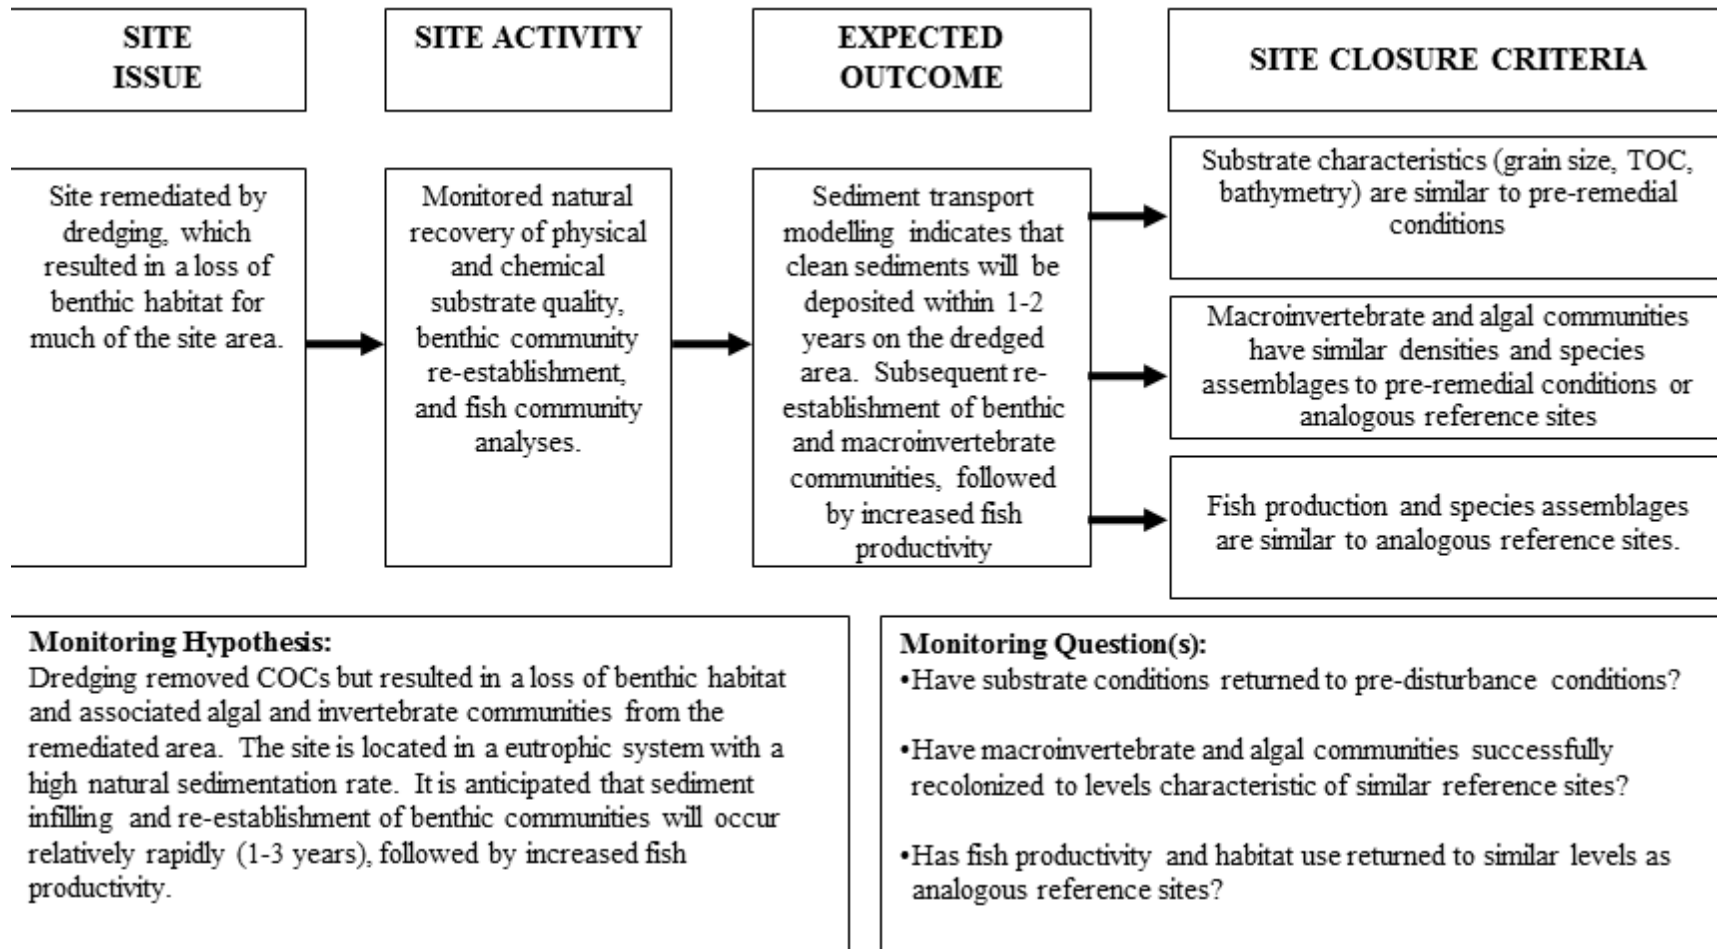 SITE
ISSUE
SITE ACTIVITY
EXPECTED
OUTCOME
SITE CLOSURE CRITERIA
Site remediated by
dredging, which
resulted in a loss of
benthic habitat for
much of the site area.
Monitored natural
recovery of physical
and chemical
substrate quality,
benthic community
re-establishment,
and fish community
analyses.
Sediment transport
modelling indicates that
clean sediments will be
deposited within 1-2
years on the dredged
area. Subsequent re-
establishment of benthic
and macroinvertebrate
communities, followed
by increased fish
productivity
Substrate characteristics (grain size, TOC,
bathymetry) are similar to pre-remedial
conditions
Macroinvertebrate and algal communities
have similar densities and species
assemblages to pre-remedial conditions or
analogous reference sites
Fish production and species assemblages
are similar to analogous reference sites.
Monitoring Hypothesis:
Dredging removed COCs but resulted in a loss of benthic habitat
and associated algal and invertebrate communities from the
remediated area. The site is located in a eutrophic system with a
high natural sedimentation rate. It is anticipated that sediment
infilling and re-establishment of benthic communities will occur
relatively rapidly (1-3 years), followed by increased fish
productivity.
Monitoring Question(s):
•Have substrate conditions returned to pre-disturbance conditions?
•Have macroinvertebrate and algal communities successfully
recolonized to levels characteristic of similar reference sites?
•Has fish productivity and habitat use returned to similar levels as
analogous reference sites?